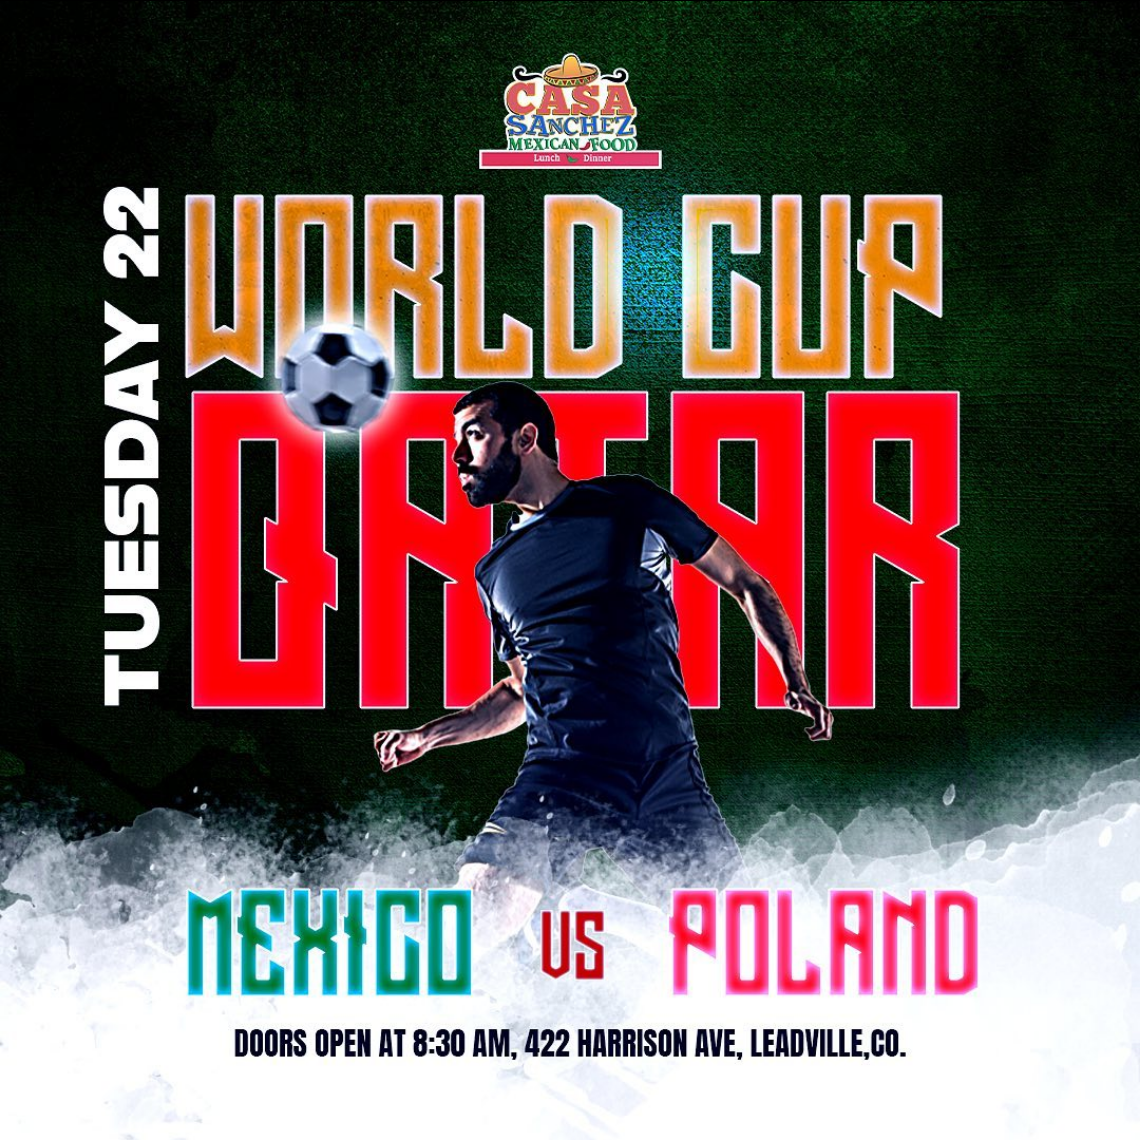 CASA
SANCHEZ
MEXICAN FOOD
Lunch Dinner
TUESDAY 22
WORLD CUP
QATAR
MEXICO VS POLAND
DOORS OPEN AT 8:30 AM, 422 HARRISON AVE, LEADVILLE,CO.